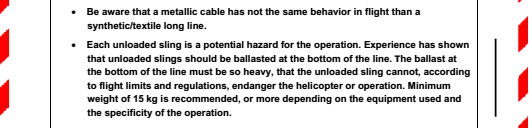 • Be aware that a metallic cable has not the same behavior in flight than a
synthetic/textile long line.
• Each unloaded sling is a potential hazard for the operation. Experience has shown
that unloaded slings should be ballasted at the bottom of the line. The ballast at
the bottom of the line must be so heavy, that the unloaded sling cannot, according
to flight limits and regulations, endanger the helicopter or operation. Minimum
weight of 15 kg is recommended, or more depending on the equipment used and
the specificity of the operation.